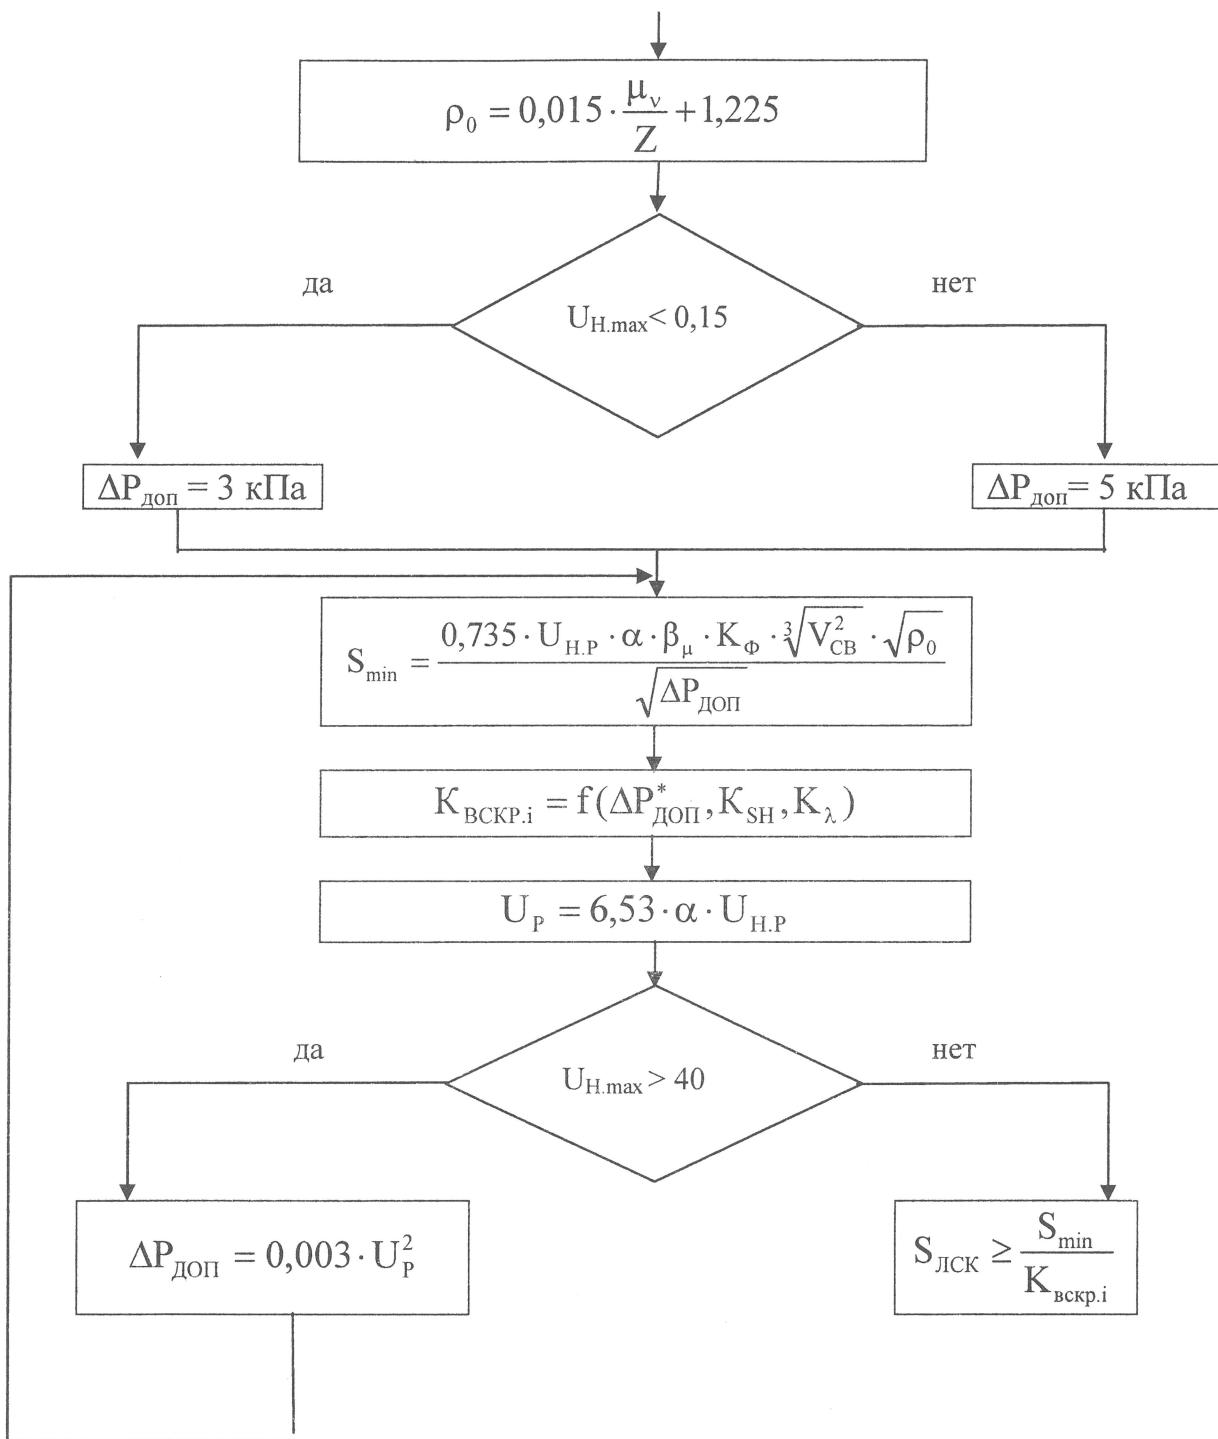 ρ₀ = 0,015 · μᵥ/Z + 1,225
да
нет
U_H.max < 0,15
ΔP_доп = 3 кПа
ΔP_доп = 5 кПа
S_min = 0,735 · U_H.P · α · β_μ · K_Ф · ∛(V²_СВ) · √ρ₀ / √ΔP_ДОП
K_ВСКР.i = f(ΔP*_ДОП, K_SH, K_λ)
U_P = 6,53 · α · U_H.P
да
нет
U_H.max > 40
ΔP_ДОП = 0,003 · U²_P
S_ЛСК ≥ S_min/K_вскр.i